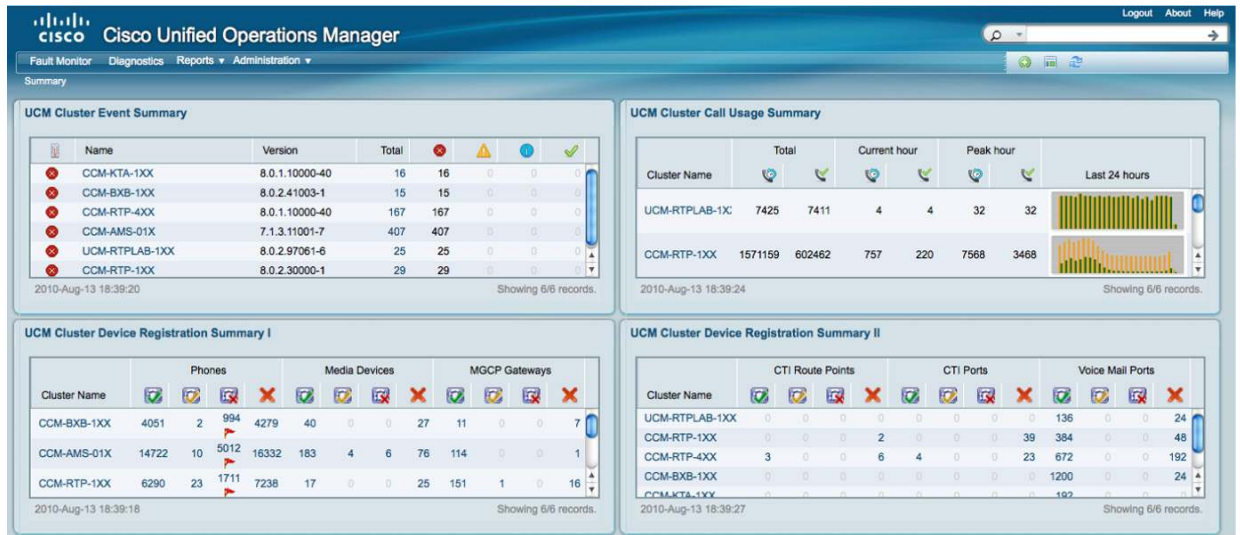 Logout About Help
CISCO Cisco Unified Operations Manager
Fault Monitor Diagnostics Reports Administration
Summary
UCM Cluster Event Summary
Name Version Total
CCM-KTA-1XX 8.0.1.10000-40 16 16 0 0 0
CCM-BXB-1XX 8.0.2.41003-1 15 15 0 0 0
CCM-RTP-4XX 8.0.1.10000-40 167 167 0 0 0
CCM-AMS-01X 7.1.3.11001-7 407 407 0 0 0
UCM-RTPLAB-1XX 8.0.2.97061-6 25 25 0 0 0
CCM-RTP-1XX 8.0.2.30000-1 29 29 0 0 0
2010-Aug-13 18:39:20 Showing 6/6 records.
UCM Cluster Call Usage Summary
Total Current hour Peak hour
Cluster Name Last 24 hours
UCM-RTPLAB-1X 7425 7411 4 4 32 32
CCM-RTP-1XX 1571159 602462 757 220 7568 3468
2010-Aug-13 18:39:24 Showing 6/6 records.
UCM Cluster Device Registration Summary I
Phones Media Devices MGCP Gateways
Cluster Name
CCM-BXB-1XX 4051 2 994 4279 40 0 0 27 11 0 0 7
CCM-AMS-01X 14722 10 5012 16332 183 4 6 76 114 0 0 1
CCM-RTP-1XX 6290 23 1711 7238 17 0 0 25 151 1 0 16
2010-Aug-13 18:39:18 Showing 6/6 records.
UCM Cluster Device Registration Summary II
CTI Route Points CTI Ports Voice Mail Ports
Cluster Name
UCM-RTPLAB-1XX 0 0 0 0 0 0 0 0 136 0 0 24
CCM-RTP-1XX 0 0 0 2 0 0 0 39 384 0 0 48
CCM-RTP-4XX 3 0 0 6 4 0 0 23 672 0 0 192
CCM-BXB-1XX 0 0 0 0 0 0 0 0 1200 0 0 24
CCM-KTA-1XX 0 0 0 0 0 0 0 0 192 0 0 0
2010-Aug-13 18:39:27 Showing 6/6 records.